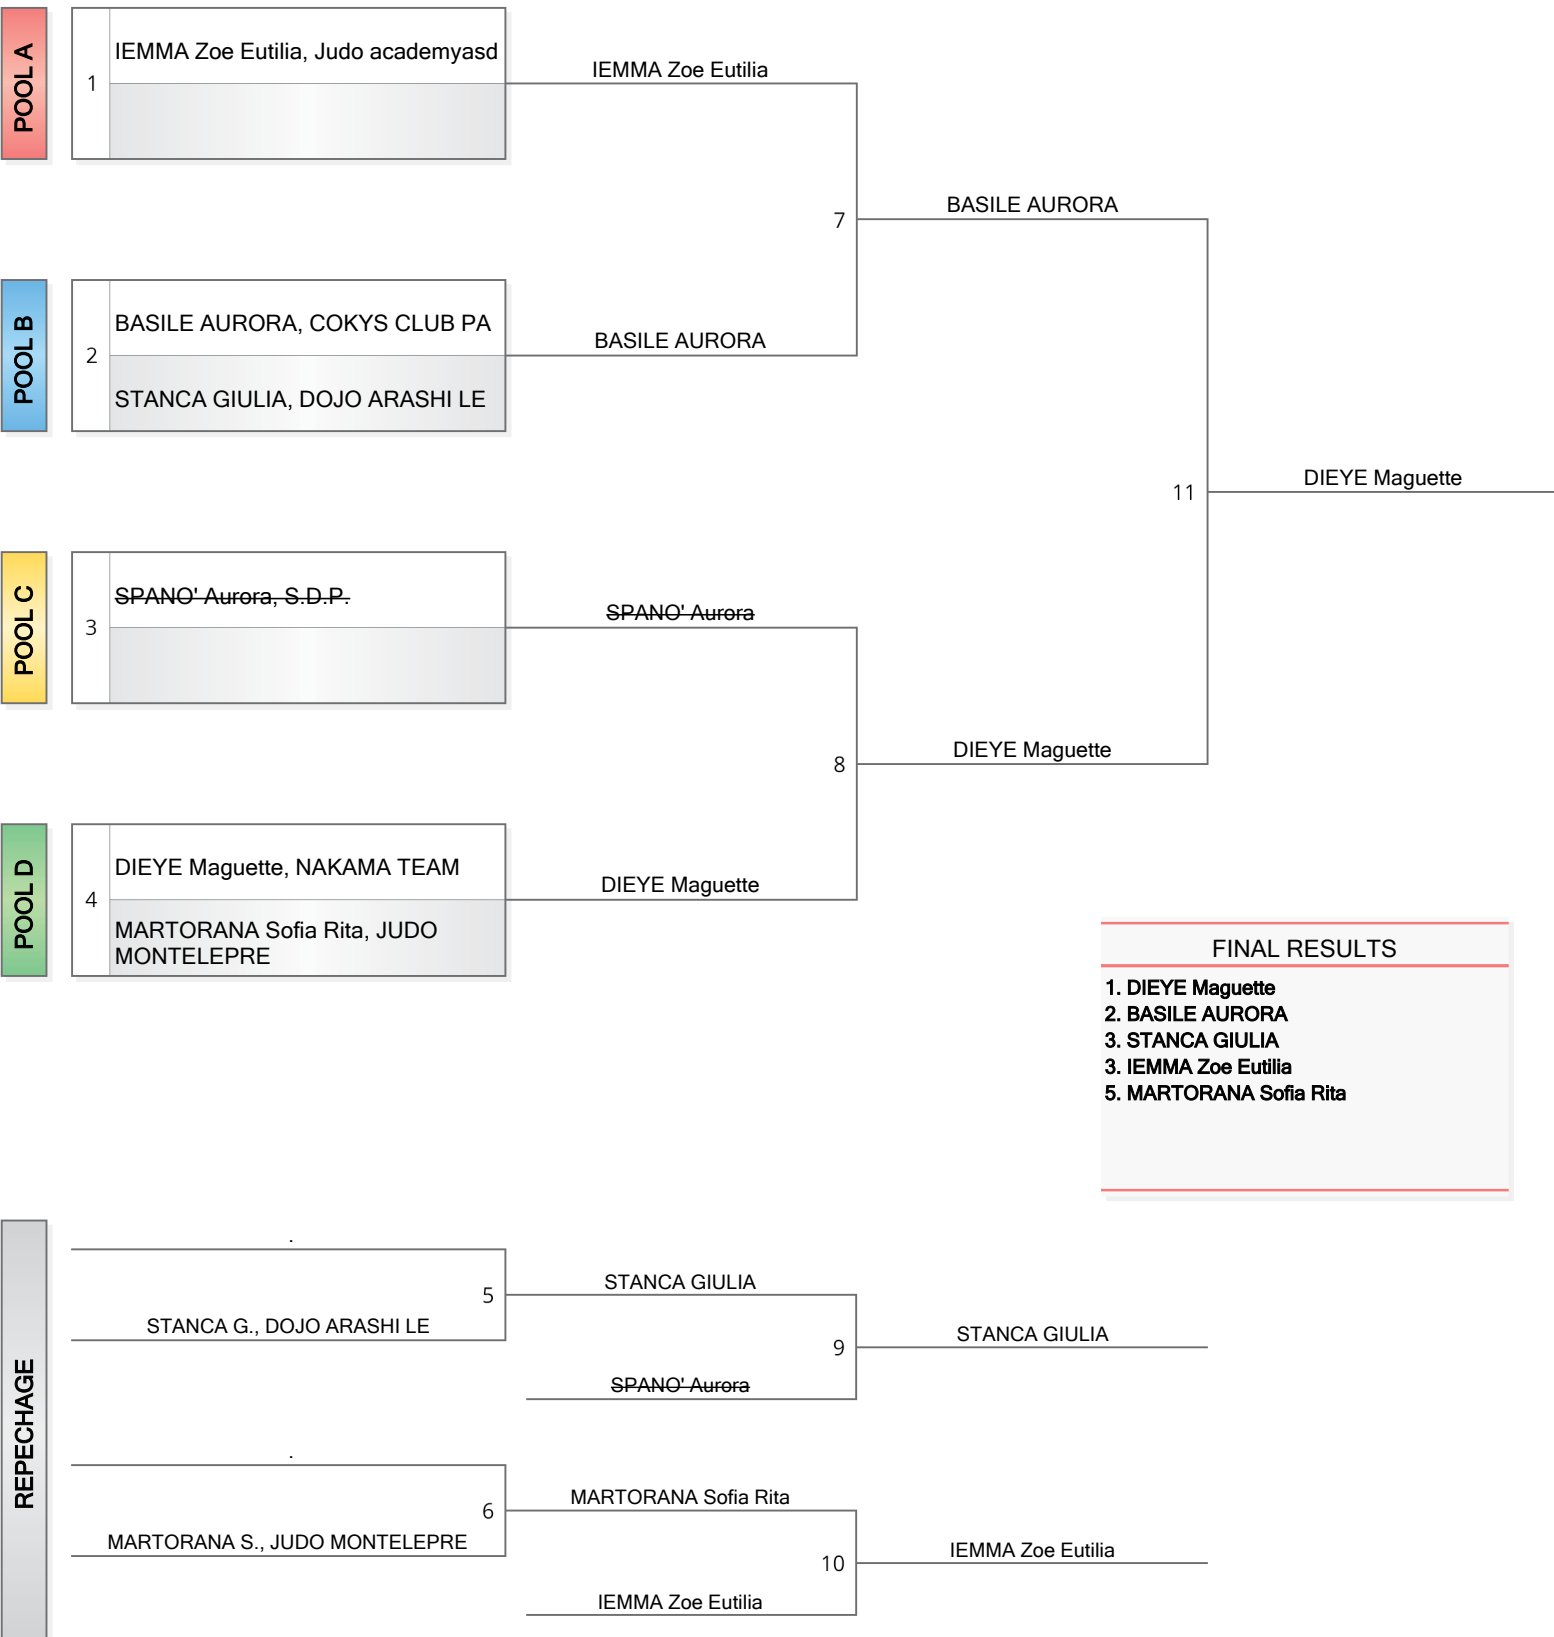 POOL A
1
IEMMA Zoe Eutilia, Judo academyasd
IEMMA Zoe Eutilia
7
BASILE AURORA
POOL B
2
BASILE AURORA, COKYS CLUB PA
STANCA GIULIA, DOJO ARASHI LE
BASILE AURORA
11
DIEYE Maguette
POOL C
3
SPANO' Aurora, S.D.P.
SPANO' Aurora
8
DIEYE Maguette
POOL D
4
DIEYE Maguette, NAKAMA TEAM
MARTORANA Sofia Rita, JUDO
MONTELEPRE
DIEYE Maguette
FINAL RESULTS
1. DIEYE Maguette
2. BASILE AURORA
3. STANCA GIULIA
3. IEMMA Zoe Eutilia
5. MARTORANA Sofia Rita
REPECHAGE
.
5
STANCA G., DOJO ARASHI LE
STANCA GIULIA
9
SPANO' Aurora
STANCA GIULIA
.
6
MARTORANA S., JUDO MONTELEPRE
MARTORANA Sofia Rita
10
IEMMA Zoe Eutilia
IEMMA Zoe Eutilia